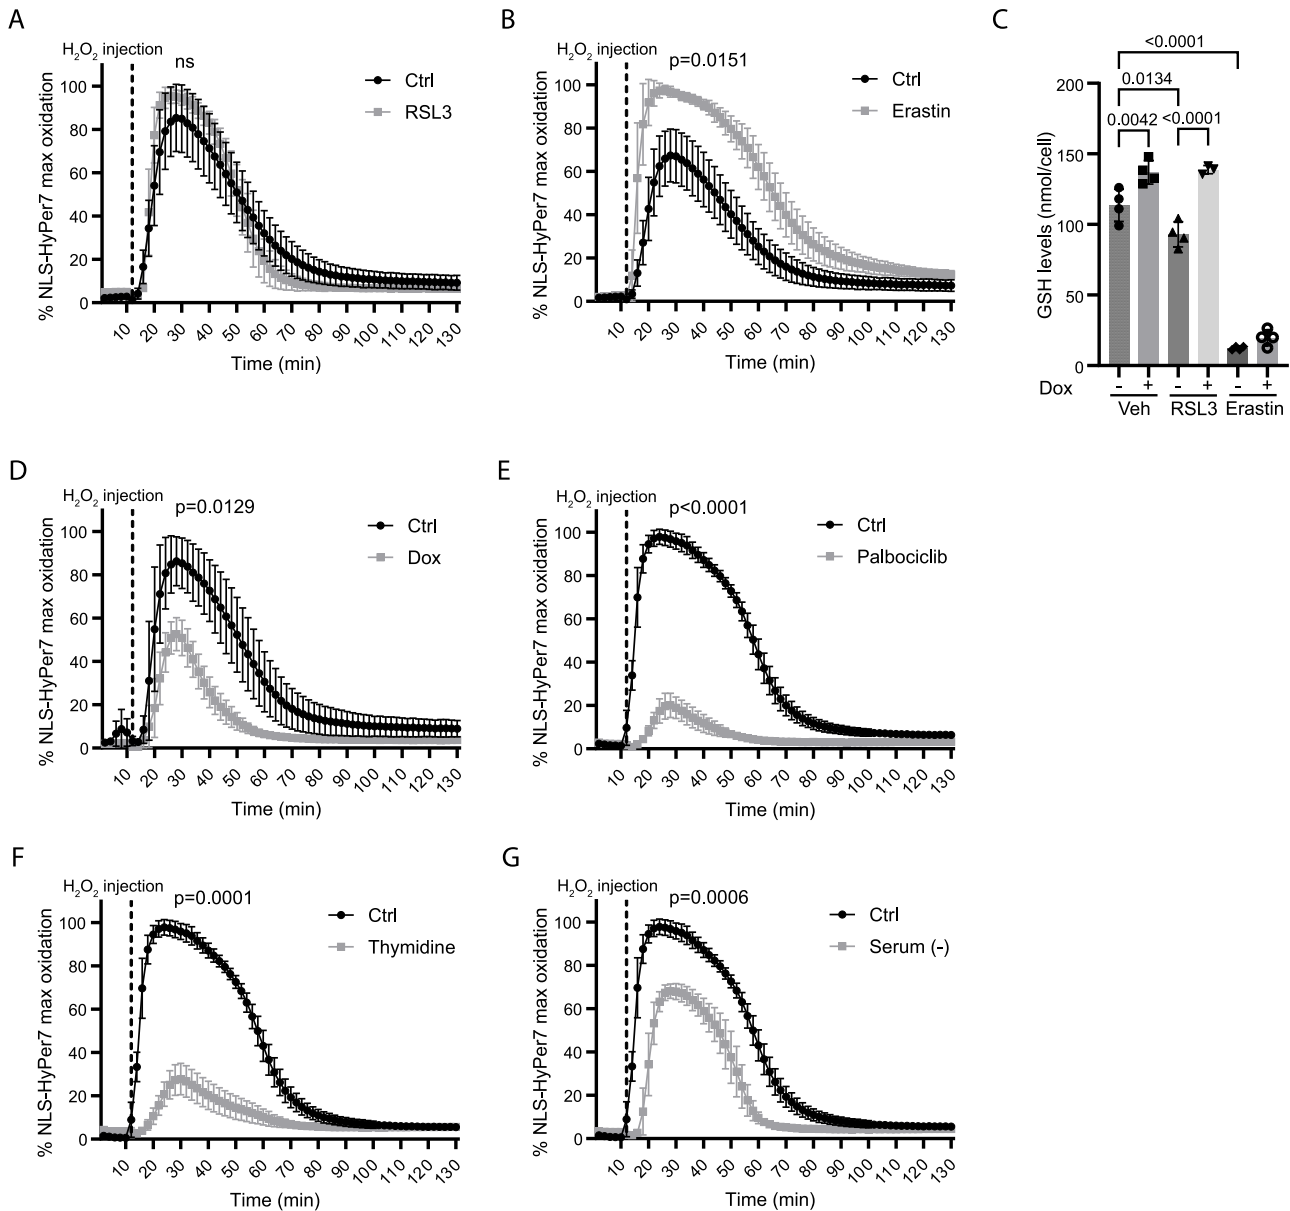 A
H2O2 injection
ns
Ctrl
RSL3
% NLS-HyPer7 max oxidation
100
80
60
40
20
0
10 20 30 40 50 60 70 80 90 100 110 120 130
Time (min)
B
H2O2 injection
p=0.0151
Ctrl
Erastin
% NLS-HyPer7 max oxidation
100
80
60
40
20
0
10 20 30 40 50 60 70 80 90 100 110 120 130
Time (min)
C
<0.0001
0.0134
0.0042 <0.0001
GSH levels (nmol/cell)
200
150
100
50
0
Dox - + - + - +
Veh RSL3 Erastin
D
H2O2 injection
p=0.0129
Ctrl
Dox
% NLS-HyPer7 max oxidation
100
80
60
40
20
0
10 20 30 40 50 60 70 80 90 100 110 120 130
Time (min)
E
H2O2 injection
p<0.0001
Ctrl
Palbociclib
% NLS-HyPer7 max oxidation
100
80
60
40
20
0
10 20 30 40 50 60 70 80 90 100 110 120 130
Time (min)
F
H2O2 injection
p=0.0001
Ctrl
Thymidine
% NLS-HyPer7 max oxidation
100
80
60
40
20
0
10 20 30 40 50 60 70 80 90 100 110 120 130
Time (min)
G
H2O2 injection
p=0.0006
Ctrl
Serum (-)
% NLS-HyPer7 max oxidation
100
80
60
40
20
0
10 20 30 40 50 60 70 80 90 100 110 120 130
Time (min)